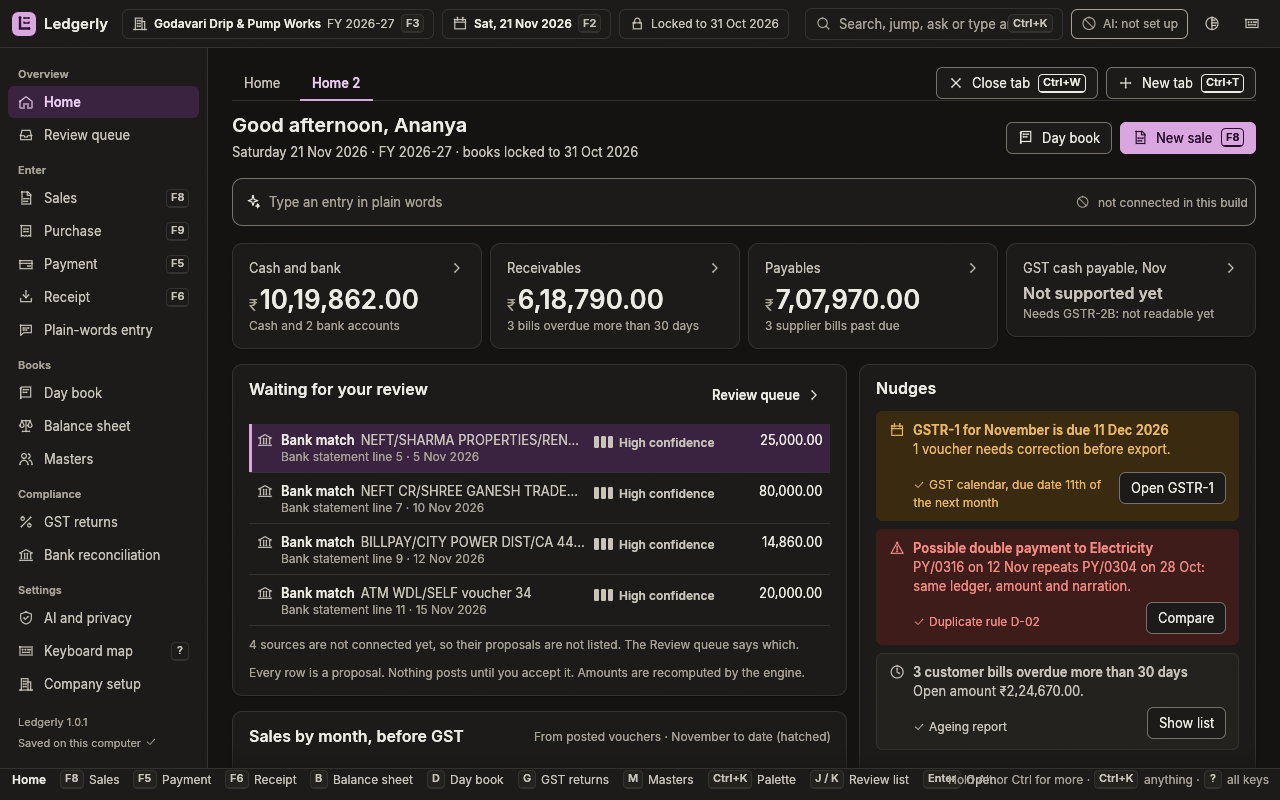 Ledgerly
Godavari Drip & Pump Works FY 2026-27 F3
Sat, 21 Nov 2026 F2
Locked to 31 Oct 2026
Search, jump, ask or type a Ctrl+K
AI: not set up
Overview
Home
Review queue
Enter
Sales F8
Purchase F9
Payment F5
Receipt F6
Plain-words entry
Books
Day book
Balance sheet
Masters
Compliance
GST returns
Bank reconciliation
Settings
AI and privacy
Keyboard map ?
Company setup
Ledgerly 1.0.1
Saved on this computer
Home Home 2
Close tab Ctrl+W
New tab Ctrl+T
Good afternoon, Ananya
Saturday 21 Nov 2026 · FY 2026-27 · books locked to 31 Oct 2026
Day book
New sale F8
Type an entry in plain words
not connected in this build
Cash and bank
₹10,19,862.00
Cash and 2 bank accounts
Receivables
₹6,18,790.00
3 bills overdue more than 30 days
Payables
₹7,07,970.00
3 supplier bills past due
GST cash payable, Nov
Not supported yet
Needs GSTR-2B: not readable yet
Waiting for your review
Review queue
Bank match NEFT/SHARMA PROPERTIES/REN... High confidence 25,000.00
Bank statement line 5 · 5 Nov 2026
Bank match NEFT CR/SHREE GANESH TRADE... High confidence 80,000.00
Bank statement line 7 · 10 Nov 2026
Bank match BILLPAY/CITY POWER DIST/CA 44... High confidence 14,860.00
Bank statement line 9 · 12 Nov 2026
Bank match ATM WDL/SELF voucher 34 High confidence 20,000.00
Bank statement line 11 · 15 Nov 2026
4 sources are not connected yet, so their proposals are not listed. The Review queue says which.
Every row is a proposal. Nothing posts until you accept it. Amounts are recomputed by the engine.
Sales by month, before GST
From posted vouchers · November to date (hatched)
Nudges
GSTR-1 for November is due 11 Dec 2026
1 voucher needs correction before export.
✓ GST calendar, due date 11th of
the next month
Open GSTR-1
Possible double payment to Electricity
PY/0316 on 12 Nov repeats PY/0304 on 28 Oct:
same ledger, amount and narration.
✓ Duplicate rule D-02
Compare
3 customer bills overdue more than 30 days
Open amount ₹2,24,670.00.
✓ Ageing report
Show list
Home F8 Sales F5 Payment F6 Receipt B Balance sheet D Day book G GST returns M Masters Ctrl+K Palette J / K Review list Enter Open or Ctrl for more · Ctrl+K anything · ? all keys